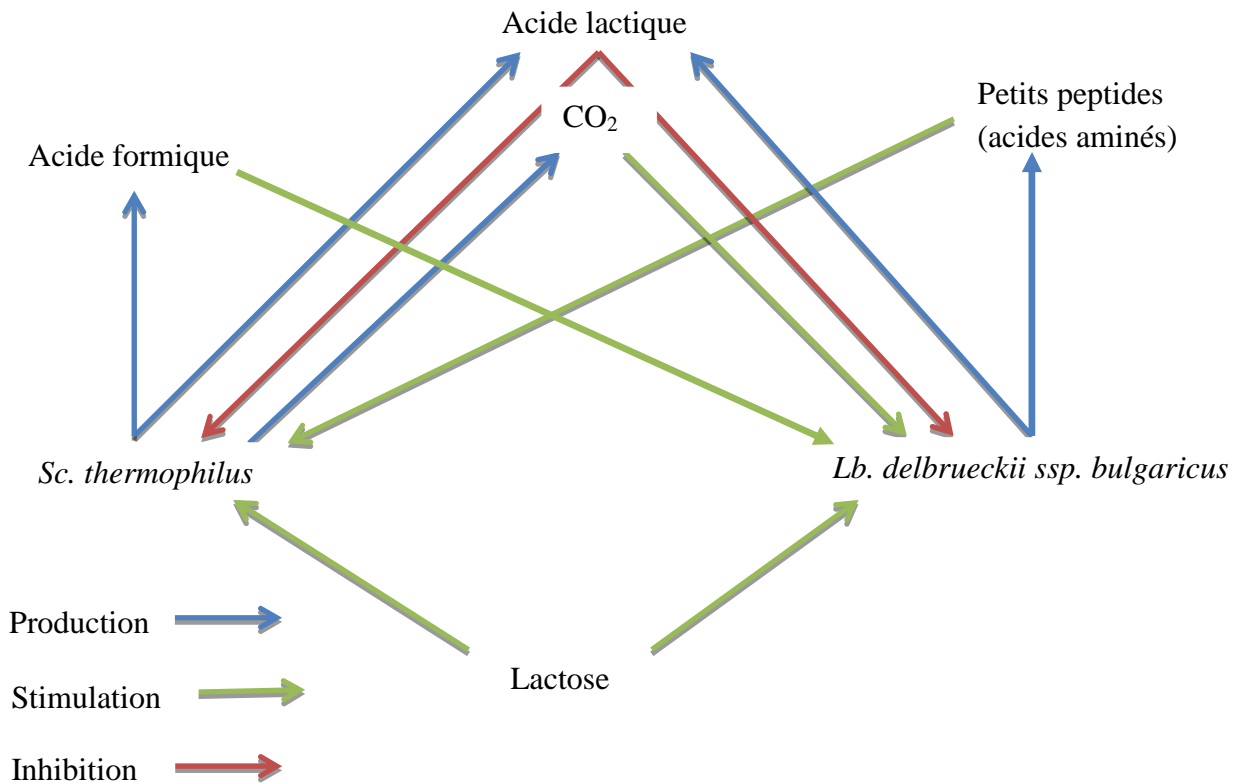 Acide lactique
CO₂
Petits peptides
(acides aminés)
Acide formique
Sc. thermophilus
Lb. delbrueckii ssp. bulgaricus
Lactose
Production
Stimulation
Inhibition